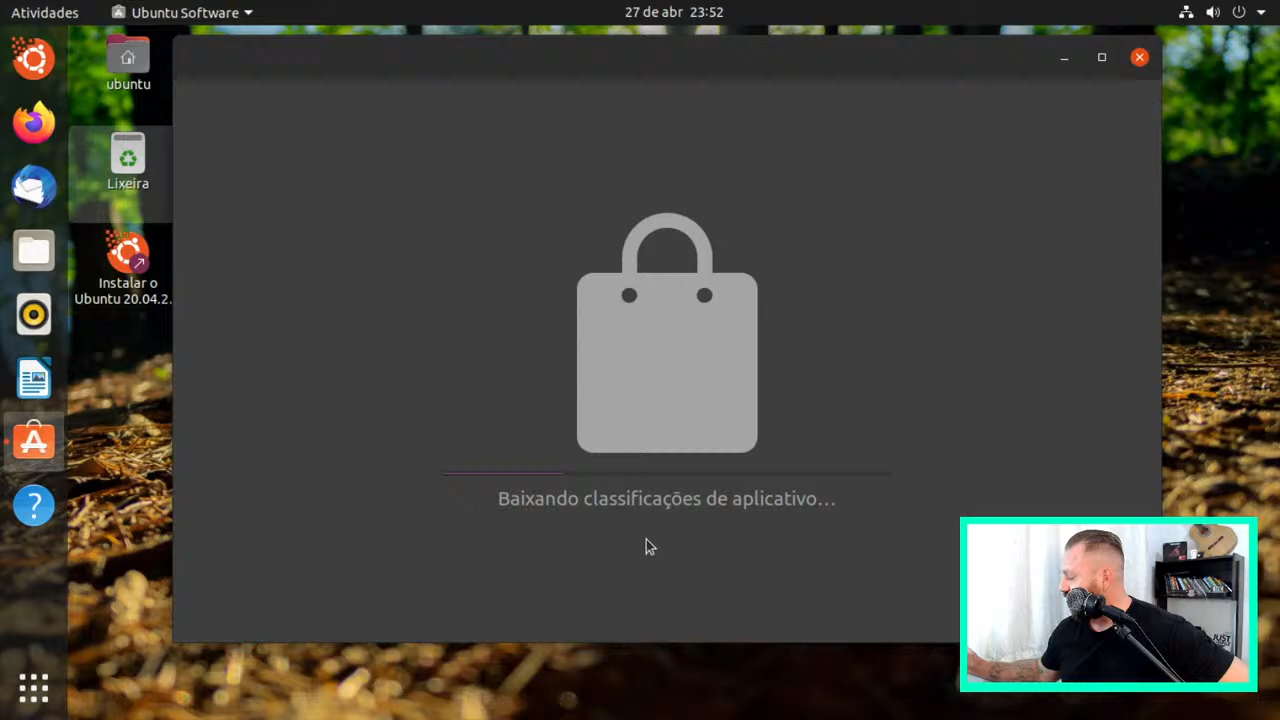 Atividades
Ubuntu Software
27 de abr 23:52
ubuntu
Lixeira
Instalar o
Ubuntu 20.04.2.
Baixando classificações de aplicativo...
?
JUST